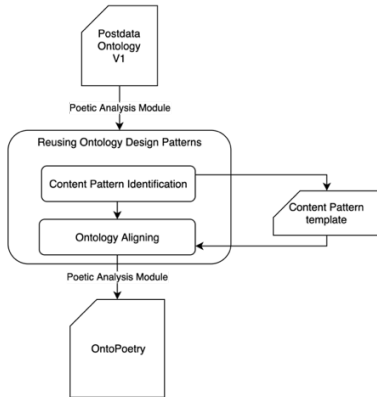 Postdata
Ontology
V1
Poetic Analysis Module
Reusing Ontology Design Patterns
Content Pattern Identification
Content Pattern
template
Ontology Aligning
Poetic Analysis Module
OntoPoetry